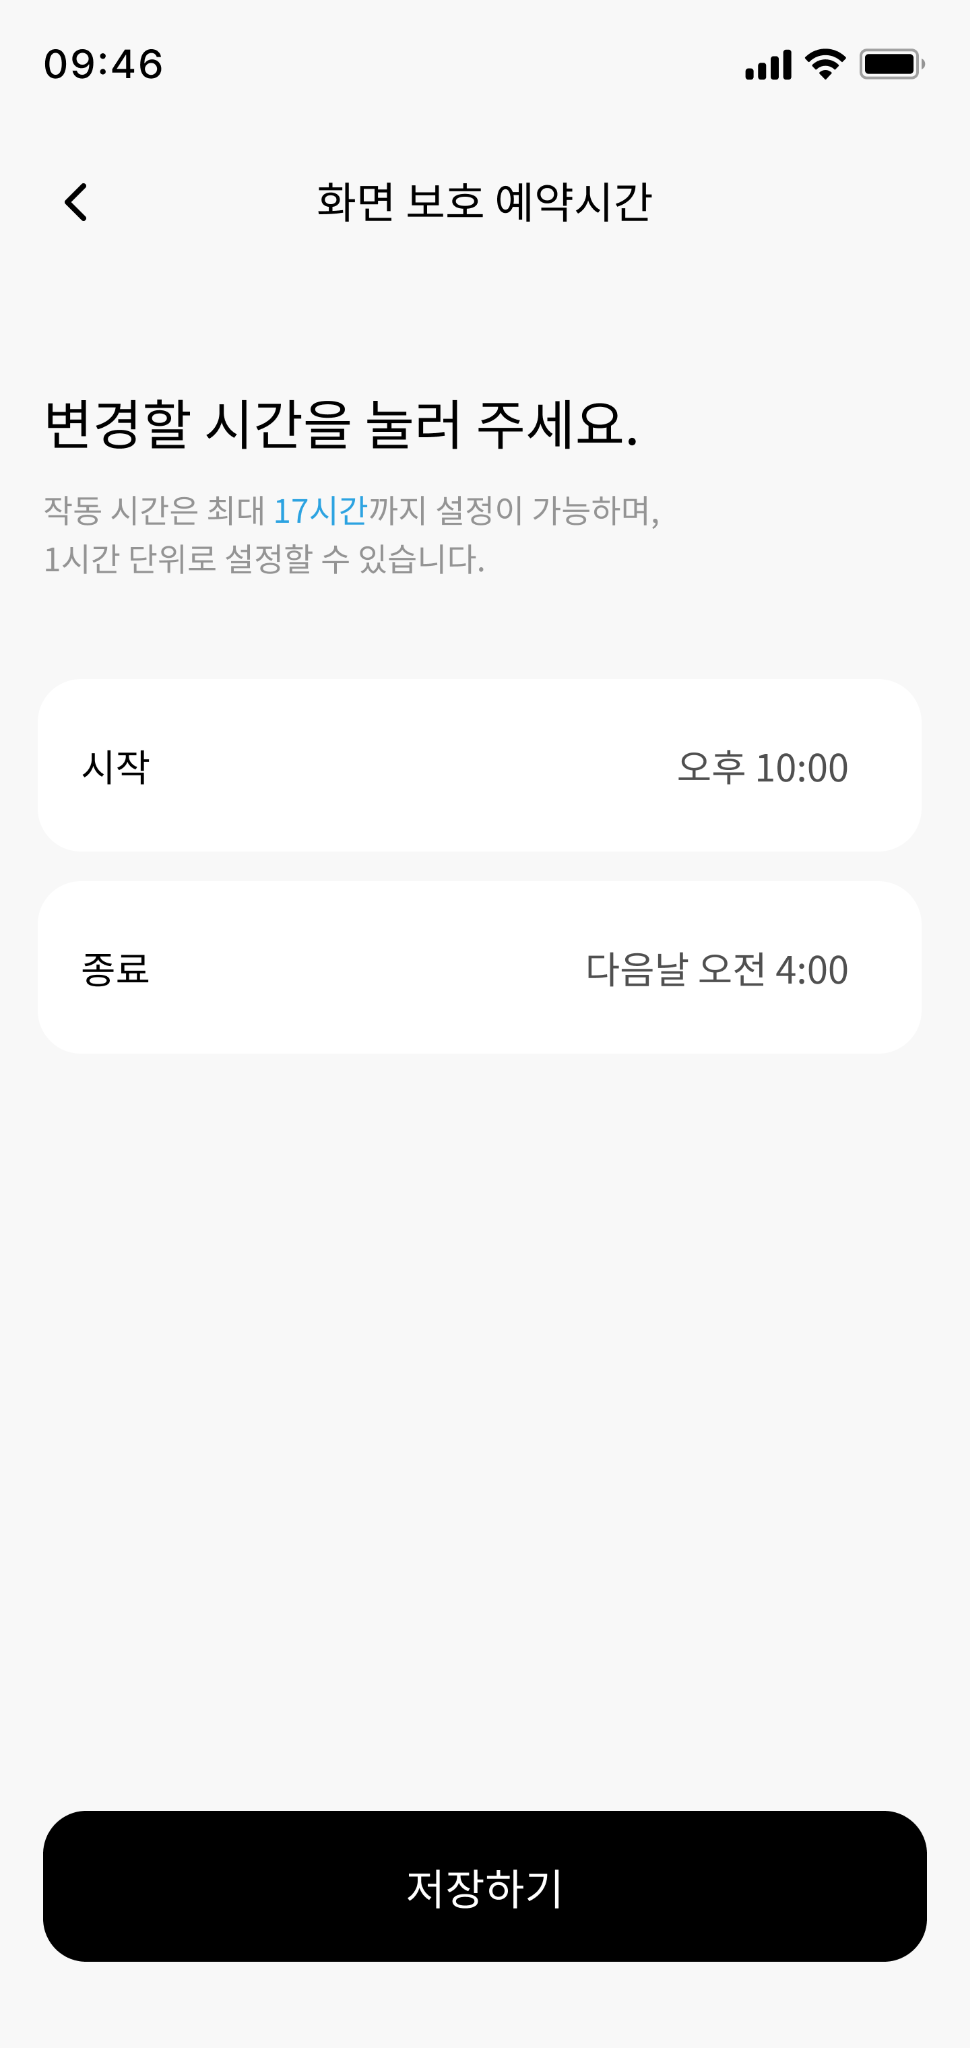 09:46
화면 보호 예약시간
변경할 시간을 눌러 주세요.
작동 시간은 최대 17시간까지 설정이 가능하며,
1시간 단위로 설정할 수 있습니다.
시작 오후 10:00
종료 다음날 오전 4:00
저장하기